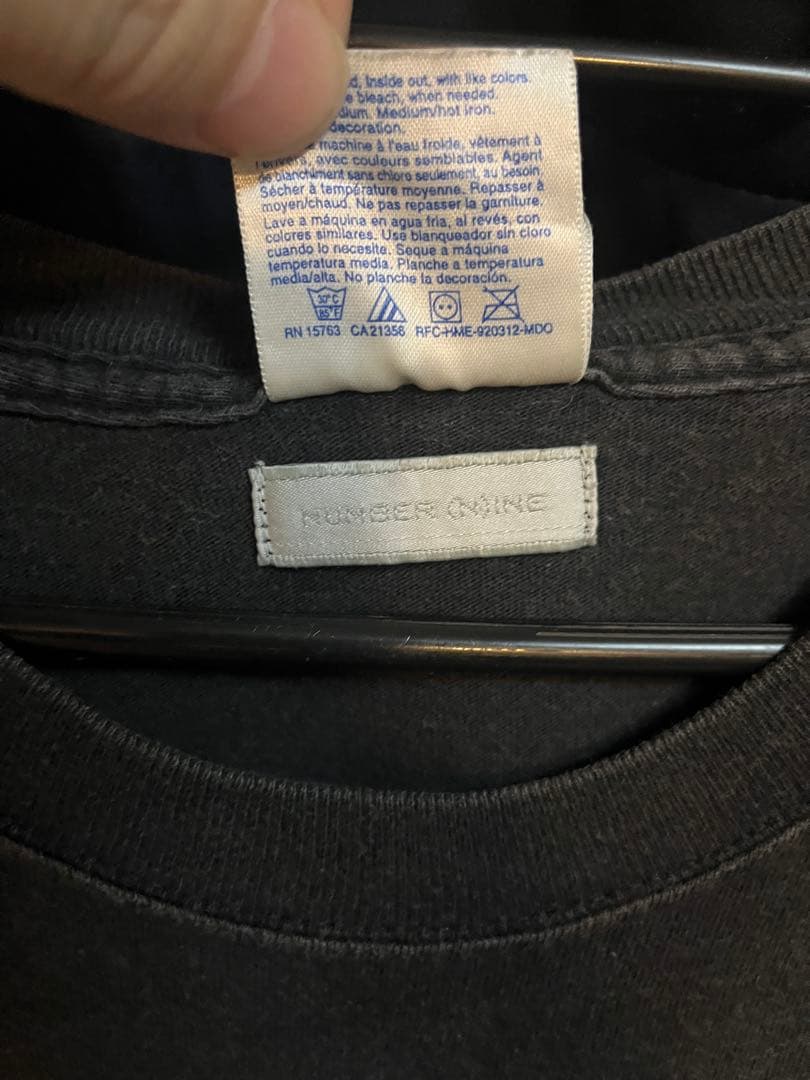 d, Inside out, with like colors.
e bleach, when needed.
dium. Medium/hot iron.
decoration.
machine à l'eau froide, vêtement à
l'envers, avec couleurs semblables. Agent
de blanchiment sans chlore seulement, au besoin.
Sécher à température moyenne. Repasser à
moyen/chaud. Ne pas repasser la garniture.
Lave a máquina en agua fria, al revés, con
colores similares. Use blanqueador sin cloro
cuando lo necesite. Seque a máquina
temperatura media. Planche a temperatura
media/alta. No planche la decoración.
30°C
85°F
RN 15763 CA 21356 RFC-HME-920312-MDO
NUMBER (N)INE